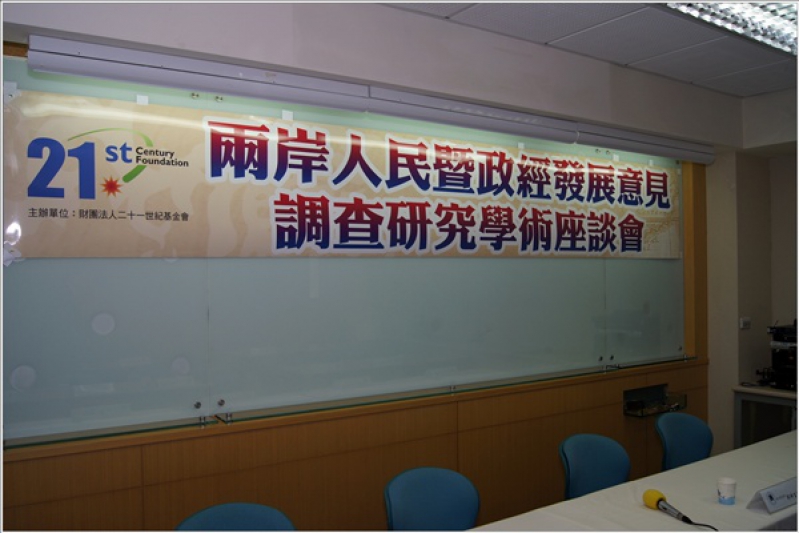 21st Century
Foundation
主辦單位：財團法人二十一世紀基金會
兩岸人民暨政經發展意見
調查研究學術座談會